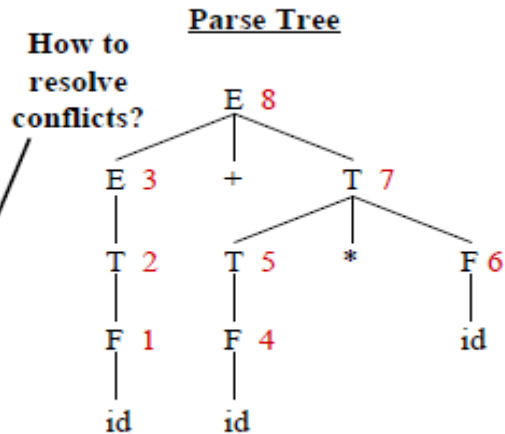 Parse Tree
How to
resolve
conflicts?
E 8
E 3 + T 7
T 2 T 5 * F 6
F 1 F 4 id
id id